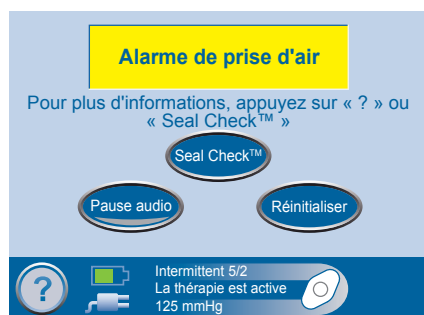 Alarme de prise d'air
Pour plus d'informations, appuyez sur « ? » ou
« Seal Check™ »
Seal Check™
Pause audio
Réinitialiser
?
Intermittent 5/2
La thérapie est active
125 mmHg